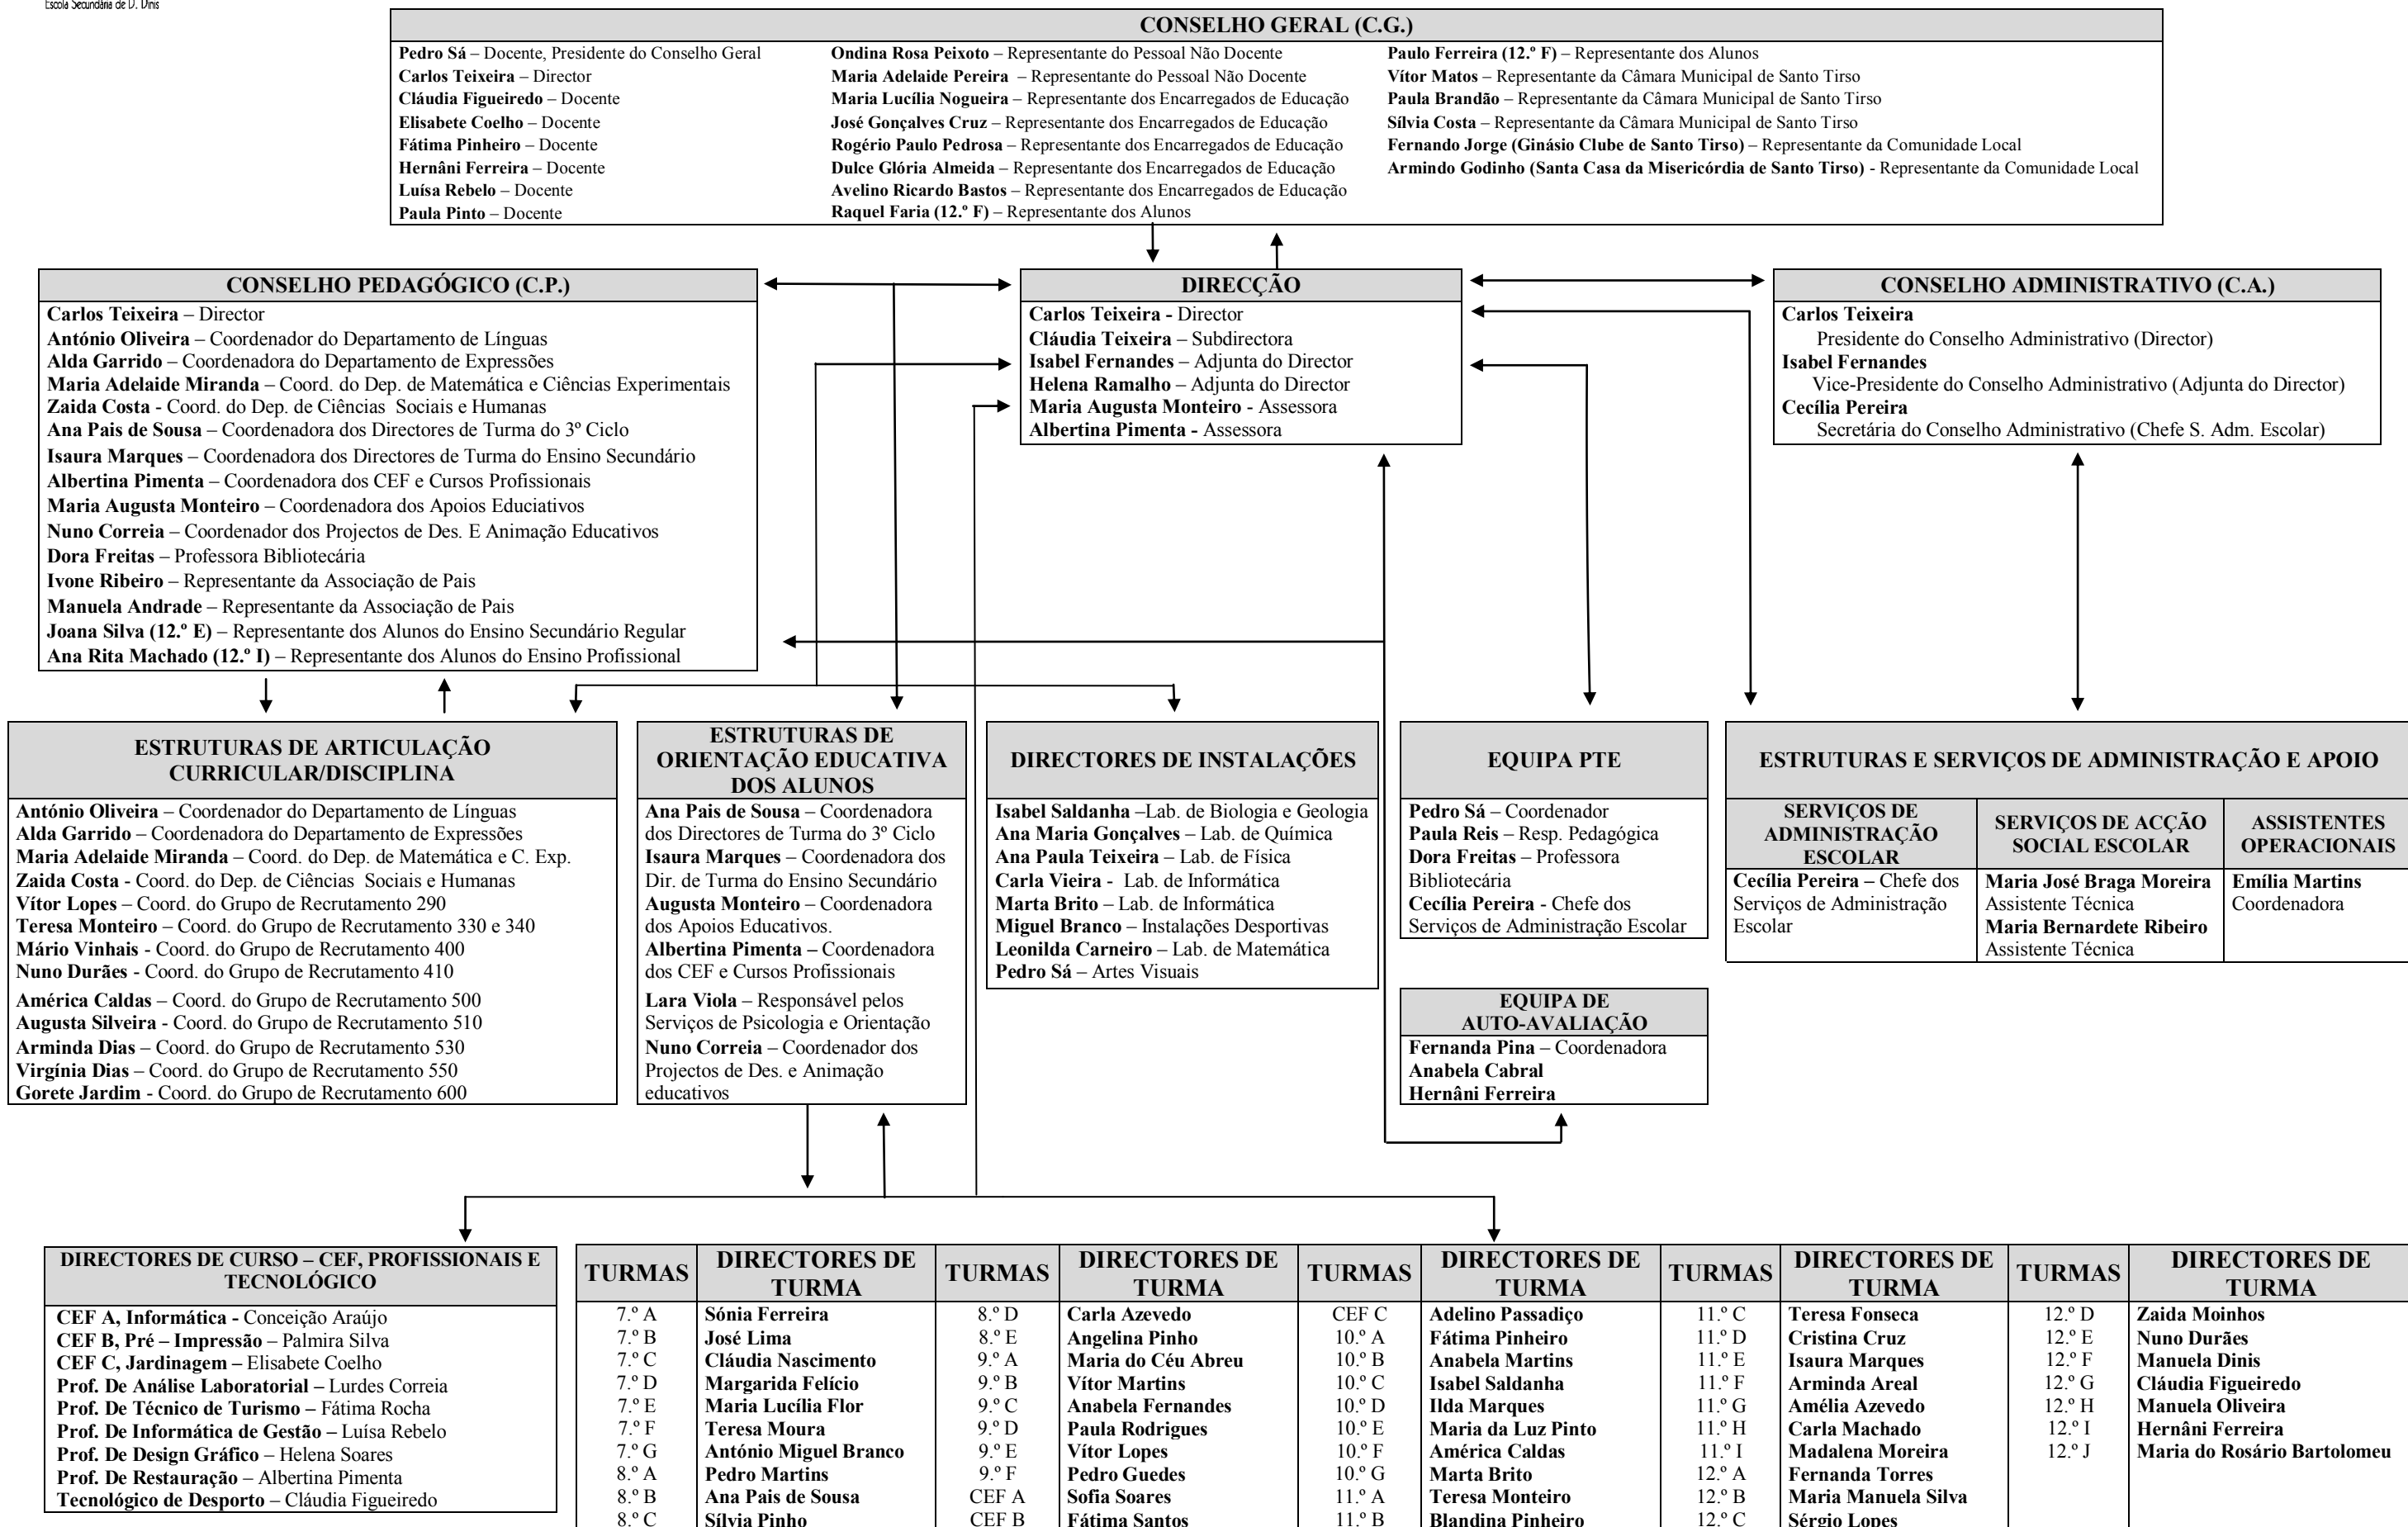 Escola Secundária de D. Dinis
CONSELHO GERAL (C.G.)
Pedro Sá – Docente, Presidente do Conselho Geral
Carlos Teixeira – Director
Cláudia Figueiredo – Docente
Elisabete Coelho – Docente
Fátima Pinheiro – Docente
Hernâni Ferreira – Docente
Luísa Rebelo – Docente
Paula Pinto – Docente
Ondina Rosa Peixoto – Representante do Pessoal Não Docente
Maria Adelaide Pereira – Representante do Pessoal Não Docente
Maria Lucília Nogueira – Representante dos Encarregados de Educação
José Gonçalves Cruz – Representante dos Encarregados de Educação
Rogério Paulo Pedrosa – Representante dos Encarregados de Educação
Dulce Glória Almeida – Representante dos Encarregados de Educação
Avelino Ricardo Bastos – Representante dos Encarregados de Educação
Raquel Faria (12.º F) – Representante dos Alunos
Paulo Ferreira (12.º F) – Representante dos Alunos
Vítor Matos – Representante da Câmara Municipal de Santo Tirso
Paula Brandão – Representante da Câmara Municipal de Santo Tirso
Sílvia Costa – Representante da Câmara Municipal de Santo Tirso
Fernando Jorge (Ginásio Clube de Santo Tirso) – Representante da Comunidade Local
Armindo Godinho (Santa Casa da Misericórdia de Santo Tirso) - Representante da Comunidade Local
CONSELHO PEDAGÓGICO (C.P.)
Carlos Teixeira – Director
António Oliveira – Coordenador do Departamento de Línguas
Alda Garrido – Coordenadora do Departamento de Expressões
Maria Adelaide Miranda – Coord. do Dep. de Matemática e Ciências Experimentais
Zaida Costa - Coord. do Dep. de Ciências Sociais e Humanas
Ana Pais de Sousa – Coordenadora dos Directores de Turma do 3º Ciclo
Isaura Marques – Coordenadora dos Directores de Turma do Ensino Secundário
Albertina Pimenta – Coordenadora dos CEF e Cursos Profissionais
Maria Augusta Monteiro – Coordenadora dos Apoios Educiativos
Nuno Correia – Coordenador dos Projectos de Des. E Animação Educativos
Dora Freitas – Professora Bibliotecária
Ivone Ribeiro – Representante da Associação de Pais
Manuela Andrade – Representante da Associação de Pais
Joana Silva (12.º E) – Representante dos Alunos do Ensino Secundário Regular
Ana Rita Machado (12.º I) – Representante dos Alunos do Ensino Profissional
DIRECÇÃO
Carlos Teixeira - Director
Cláudia Teixeira – Subdirectora
Isabel Fernandes – Adjunta do Director
Helena Ramalho – Adjunta do Director
Maria Augusta Monteiro - Assessora
Albertina Pimenta - Assessora
CONSELHO ADMINISTRATIVO (C.A.)
Carlos Teixeira
Presidente do Conselho Administrativo (Director)
Isabel Fernandes
Vice-Presidente do Conselho Administrativo (Adjunta do Director)
Cecília Pereira
Secretária do Conselho Administrativo (Chefe S. Adm. Escolar)
ESTRUTURAS DE ARTICULAÇÃO
CURRICULAR/DISCIPLINA
António Oliveira – Coordenador do Departamento de Línguas
Alda Garrido – Coordenadora do Departamento de Expressões
Maria Adelaide Miranda – Coord. do Dep. de Matemática e C. Exp.
Zaida Costa - Coord. do Dep. de Ciências Sociais e Humanas
Vítor Lopes – Coord. do Grupo de Recrutamento 290
Teresa Monteiro – Coord. do Grupo de Recrutamento 330 e 340
Mário Vinhais - Coord. do Grupo de Recrutamento 400
Nuno Durães - Coord. do Grupo de Recrutamento 410
América Caldas – Coord. do Grupo de Recrutamento 500
Augusta Silveira - Coord. do Grupo de Recrutamento 510
Arminda Dias – Coord. do Grupo de Recrutamento 530
Virgínia Dias – Coord. do Grupo de Recrutamento 550
Gorete Jardim - Coord. do Grupo de Recrutamento 600
ESTRUTURAS DE
ORIENTAÇÃO EDUCATIVA
DOS ALUNOS
Ana Pais de Sousa – Coordenadora
dos Directores de Turma do 3º Ciclo
Isaura Marques – Coordenadora dos
Dir. de Turma do Ensino Secundário
Augusta Monteiro – Coordenadora
dos Apoios Educativos.
Albertina Pimenta – Coordenadora
dos CEF e Cursos Profissionais
Lara Viola – Responsável pelos
Serviços de Psicologia e Orientação
Nuno Correia – Coordenador dos
Projectos de Des. e Animação
educativos
DIRECTORES DE INSTALAÇÕES
Isabel Saldanha –Lab. de Biologia e Geologia
Ana Maria Gonçalves – Lab. de Química
Ana Paula Teixeira – Lab. de Física
Carla Vieira - Lab. de Informática
Marta Brito – Lab. de Informática
Miguel Branco – Instalações Desportivas
Leonilda Carneiro – Lab. de Matemática
Pedro Sá – Artes Visuais
EQUIPA PTE
Pedro Sá – Coordenador
Paula Reis – Resp. Pedagógica
Dora Freitas – Professora
Bibliotecária
Cecília Pereira - Chefe dos
Serviços de Administração Escolar
EQUIPA DE
AUTO-AVALIAÇÃO
Fernanda Pina – Coordenadora
Anabela Cabral
Hernâni Ferreira
ESTRUTURAS E SERVIÇOS DE ADMINISTRAÇÃO E APOIO
SERVIÇOS DE
ADMINISTRAÇÃO
ESCOLAR
Cecília Pereira – Chefe dos
Serviços de Administração
Escolar
SERVIÇOS DE ACÇÃO
SOCIAL ESCOLAR
Maria José Braga Moreira
Assistente Técnica
Maria Bernardete Ribeiro
Assistente Técnica
ASSISTENTES
OPERACIONAIS
Emília Martins
Coordenadora
DIRECTORES DE CURSO – CEF, PROFISSIONAIS E
TECNOLÓGICO
CEF A, Informática - Conceição Araújo
CEF B, Pré – Impressão – Palmira Silva
CEF C, Jardinagem – Elisabete Coelho
Prof. De Análise Laboratorial – Lurdes Correia
Prof. De Técnico de Turismo – Fátima Rocha
Prof. De Informática de Gestão – Luísa Rebelo
Prof. De Design Gráfico – Helena Soares
Prof. De Restauração – Albertina Pimenta
Tecnológico de Desporto – Cláudia Figueiredo
TURMAS DIRECTORES DE TURMA TURMAS DIRECTORES DE TURMA TURMAS DIRECTORES DE TURMA TURMAS DIRECTORES DE TURMA TURMAS DIRECTORES DE TURMA
7.º A Sónia Ferreira 8.º D Carla Azevedo CEF C Adelino Passadiço 11.º C Teresa Fonseca 12.º D Zaida Moinhos
7.º B José Lima 8.º E Angelina Pinho 10.º A Fátima Pinheiro 11.º D Cristina Cruz 12.º E Nuno Durães
7.º C Cláudia Nascimento 9.º A Maria do Céu Abreu 10.º B Anabela Martins 11.º E Isaura Marques 12.º F Manuela Dinis
7.º D Margarida Felício 9.º B Vítor Martins 10.º C Isabel Saldanha 11.º F Arminda Areal 12.º G Cláudia Figueiredo
7.º E Maria Lucília Flor 9.º C Anabela Fernandes 10.º D Ilda Marques 11.º G Amélia Azevedo 12.º H Manuela Oliveira
7.º F Teresa Moura 9.º D Paula Rodrigues 10.º E Maria da Luz Pinto 11.º H Carla Machado 12.º I Hernâni Ferreira
7.º G António Miguel Branco 9.º E Vítor Lopes 10.º F América Caldas 11.º I Madalena Moreira 12.º J Maria do Rosário Bartolomeu
8.º A Pedro Martins 9.º F Pedro Guedes 10.º G Marta Brito 12.º A Fernanda Torres
8.º B Ana Pais de Sousa CEF A Sofia Soares 11.º A Teresa Monteiro 12.º B Maria Manuela Silva
8.º C Sílvia Pinho CEF B Fátima Santos 11.º B Blandina Pinheiro 12.º C Sérgio Lopes